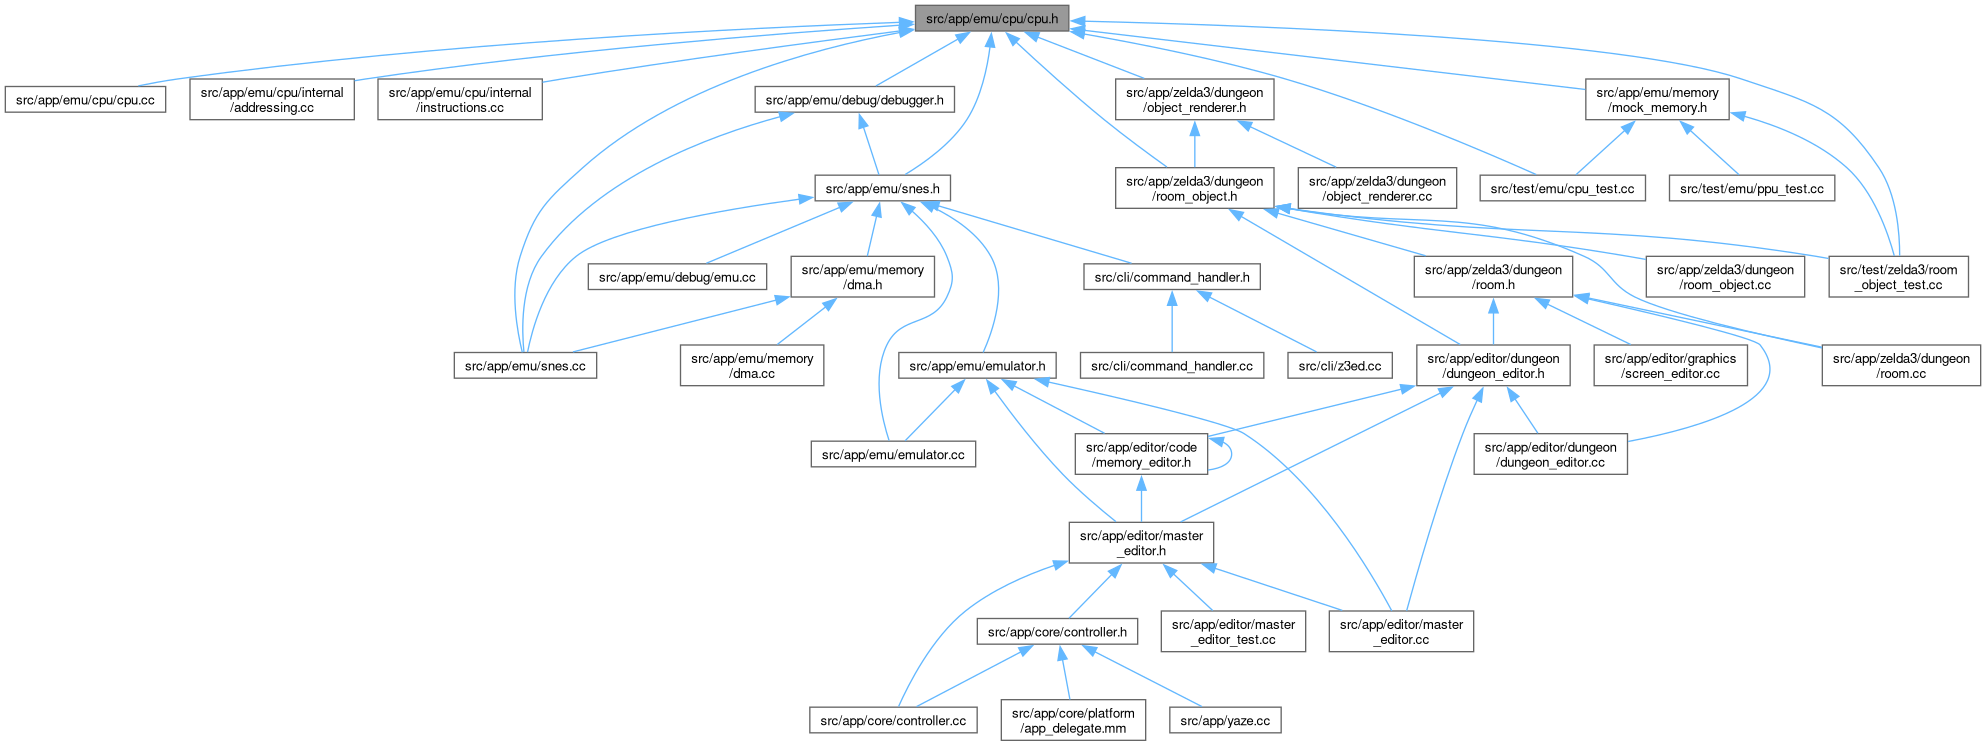 src/app/emu/cpu/cpu.h
src/app/emu/cpu/cpu.cc
src/app/emu/cpu/internal
/addressing.cc
src/app/emu/cpu/internal
/instructions.cc
src/app/emu/debug/debugger.h
src/app/zelda3/dungeon
/object_renderer.h
src/app/emu/memory
/mock_memory.h
src/app/emu/snes.h
src/app/zelda3/dungeon
/room_object.h
src/app/zelda3/dungeon
/object_renderer.cc
src/test/emu/cpu_test.cc
src/test/emu/ppu_test.cc
src/app/emu/debug/emu.cc
src/app/emu/memory
/dma.h
src/cli/command_handler.h
src/app/zelda3/dungeon
/room.h
src/app/zelda3/dungeon
/room_object.cc
src/test/zelda3/room
_object_test.cc
src/app/emu/snes.cc
src/app/emu/memory
/dma.cc
src/app/emu/emulator.h
src/cli/command_handler.cc
src/cli/z3ed.cc
src/app/editor/dungeon
/dungeon_editor.h
src/app/editor/graphics
/screen_editor.cc
src/app/zelda3/dungeon
/room.cc
src/app/emu/emulator.cc
src/app/editor/code
/memory_editor.h
src/app/editor/dungeon
/dungeon_editor.cc
src/app/editor/master
_editor.h
src/app/core/controller.h
src/app/editor/master
_editor_test.cc
src/app/editor/master
_editor.cc
src/app/core/controller.cc
src/app/core/platform
/app_delegate.mm
src/app/yaze.cc